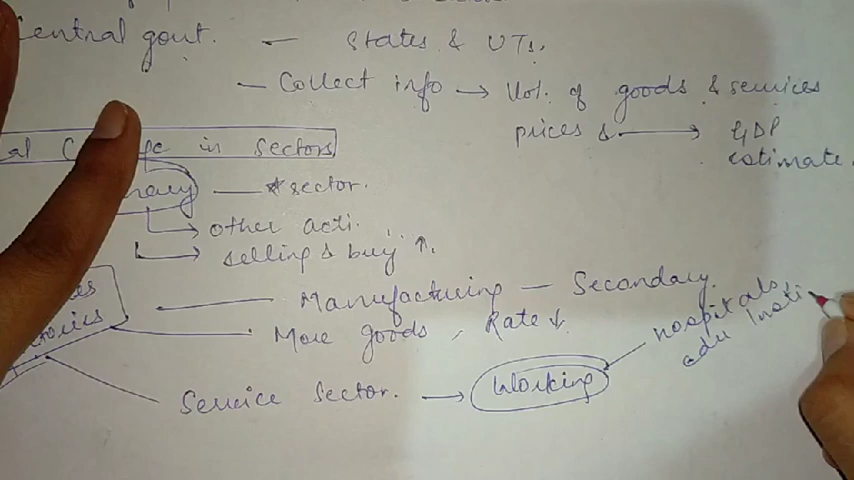 Central govt. — States & UTs.
— Collect info → Vol. of goods & services
prices & → GDP
estimate.
in sectors
— * sector.
→ other acti.
→ selling & buy ↑.
— Manufacturing — Secondary.
— More goods, Rate ↓.
Service Sector. → Working
hospitals,
edu Insti